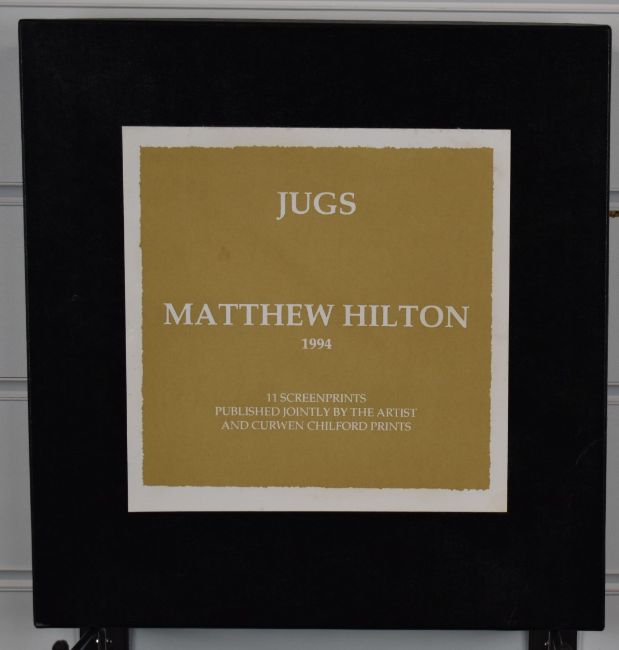 JUGS
MATTHEW HILTON
1994
11 SCREENPRINTS
PUBLISHED JOINTLY BY THE ARTIST
AND CURWEN CHILFORD PRINTS